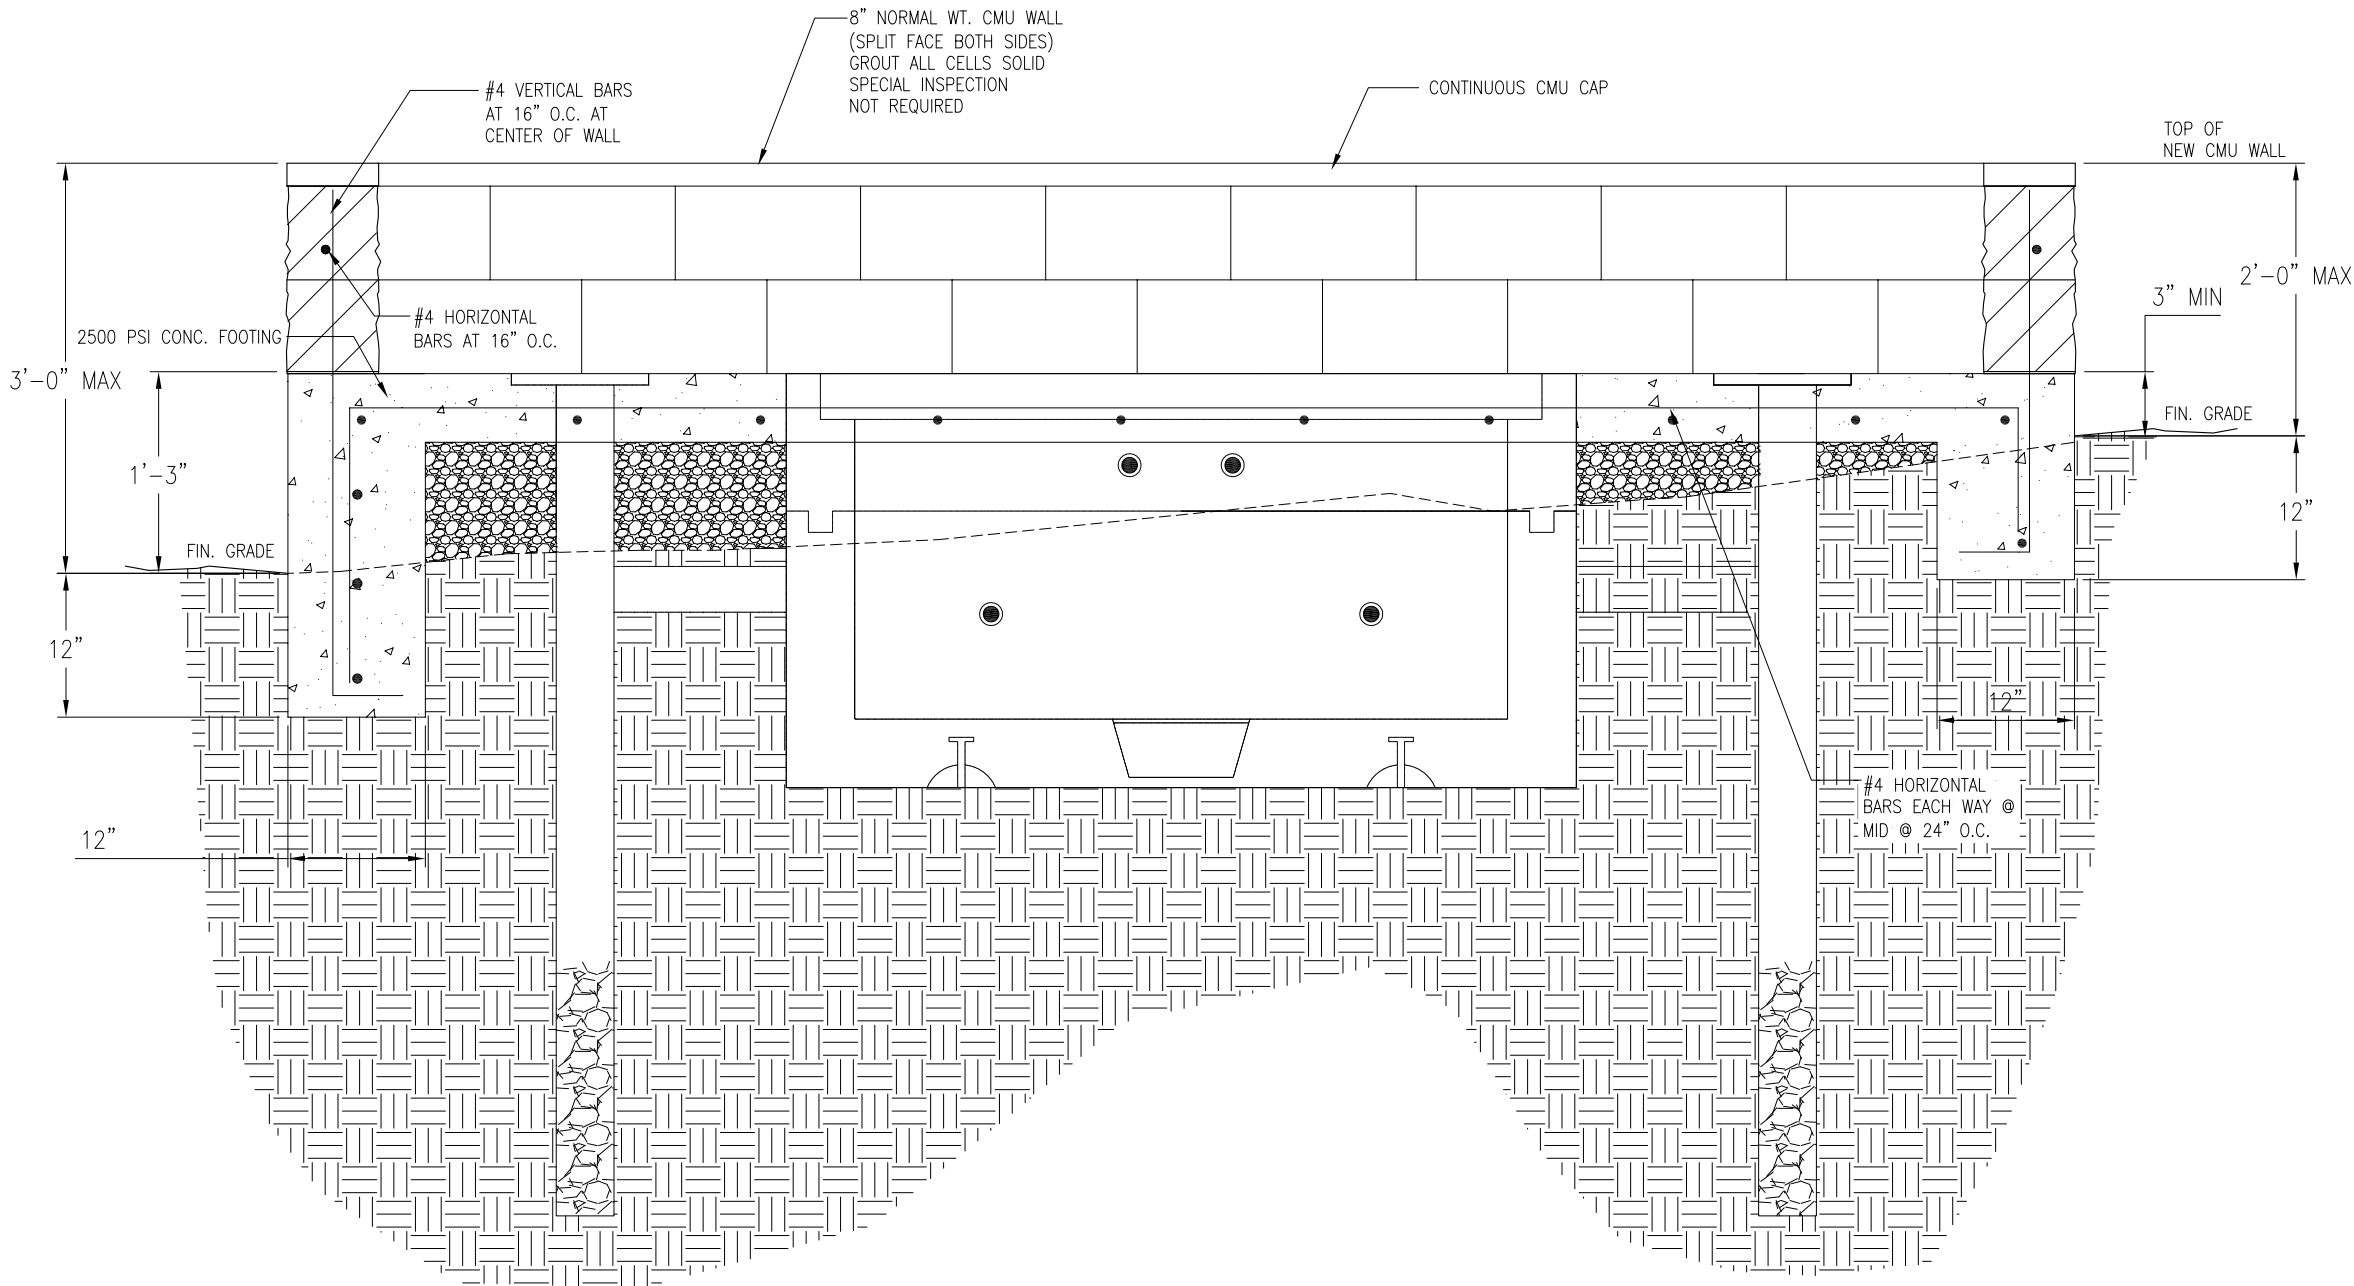 8” NORMAL WT. CMU WALL
(SPLIT FACE BOTH SIDES)
GROUT ALL CELLS SOLID
SPECIAL INSPECTION
NOT REQUIRED
#4 VERTICAL BARS
AT 16” O.C. AT
CENTER OF WALL
CONTINUOUS CMU CAP
TOP OF
NEW CMU WALL
2’-0” MAX
3” MIN
#4 HORIZONTAL
BARS AT 16” O.C.
2500 PSI CONC. FOOTING
3’-0” MAX
FIN. GRADE
1’-3”
12”
FIN. GRADE
12”
12”
#4 HORIZONTAL
BARS EACH WAY @
MID @ 24” O.C.
12”